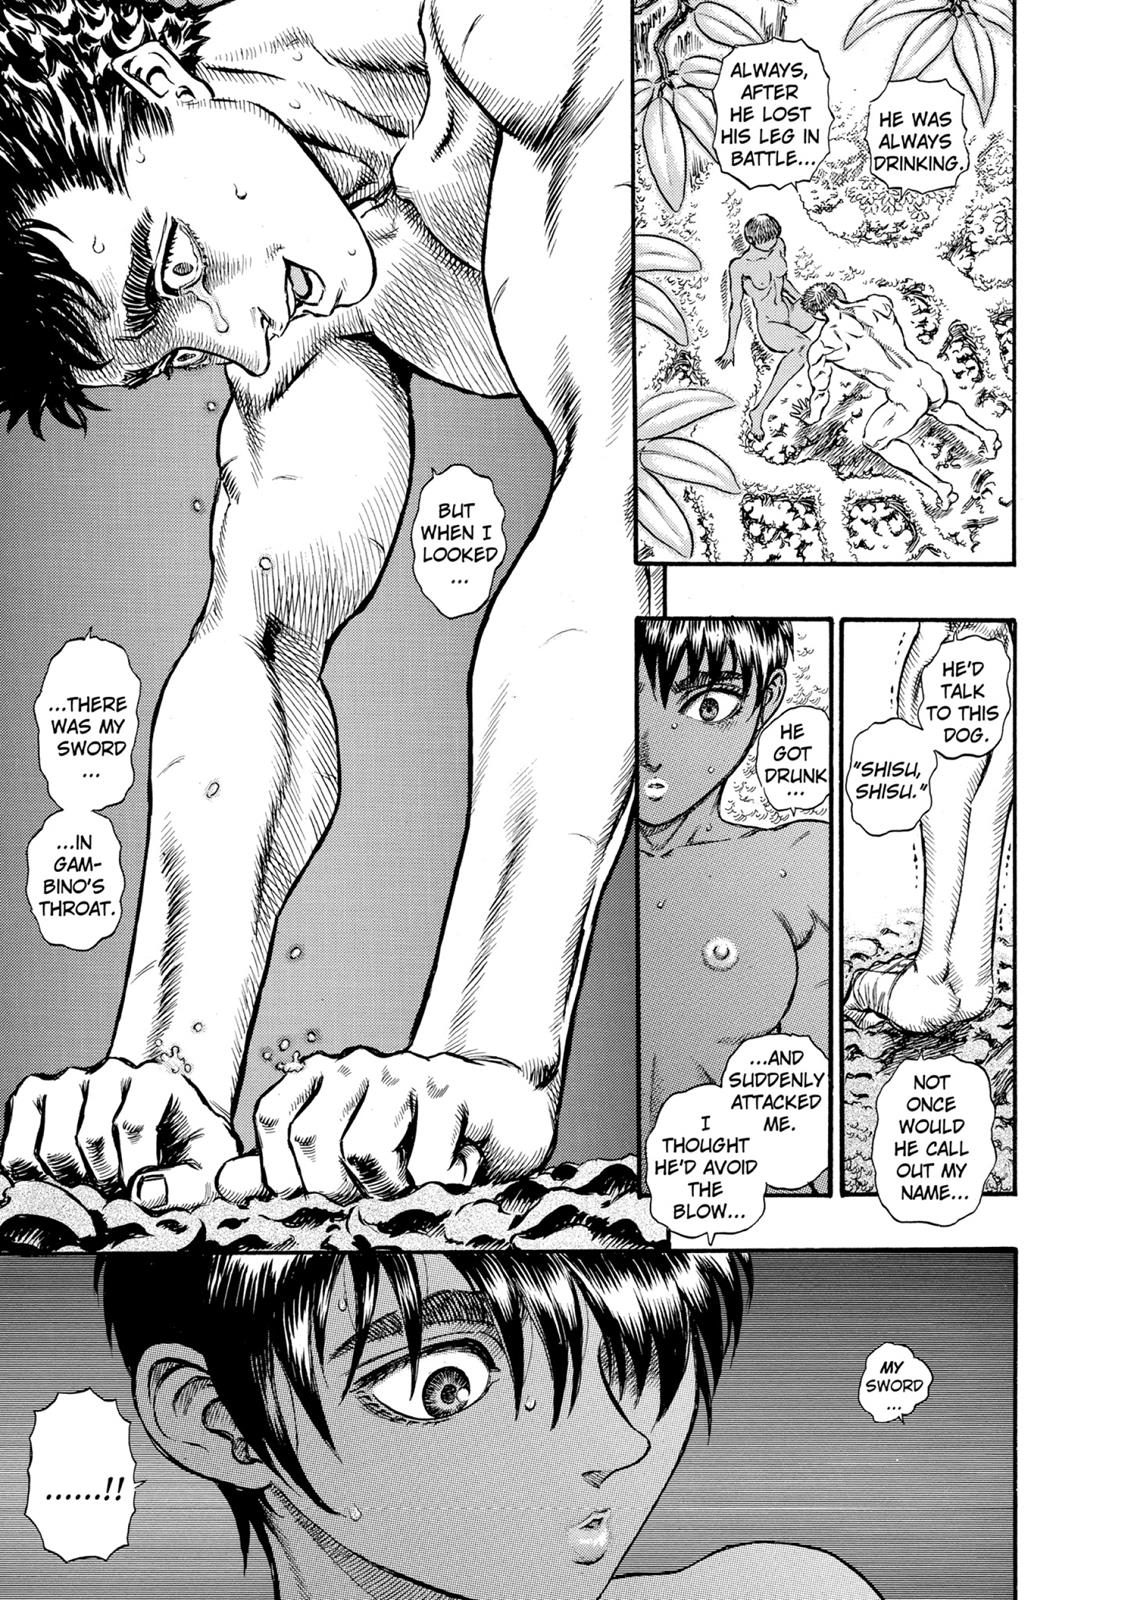 HE WAS
ALWAYS
DRINKING.
ALWAYS,
AFTER
HE LOST
HIS LEG IN
BATTLE...
HE'D
TALK
TO THIS
DOG.
"SHISU,
SHISU."
NOT
ONCE
WOULD
HE CALL
OUT MY
NAME...
HE
GOT
DRUNK
...
...AND
SUDDENLY
ATTACKED
ME.
I
THOUGHT
HE'D AVOID
THE
BLOW...
BUT
WHEN I
LOOKED
...
...THERE
WAS MY
SWORD
...
...IN
GAM-
BINO'S
THROAT.
MY
SWORD
...
......!!